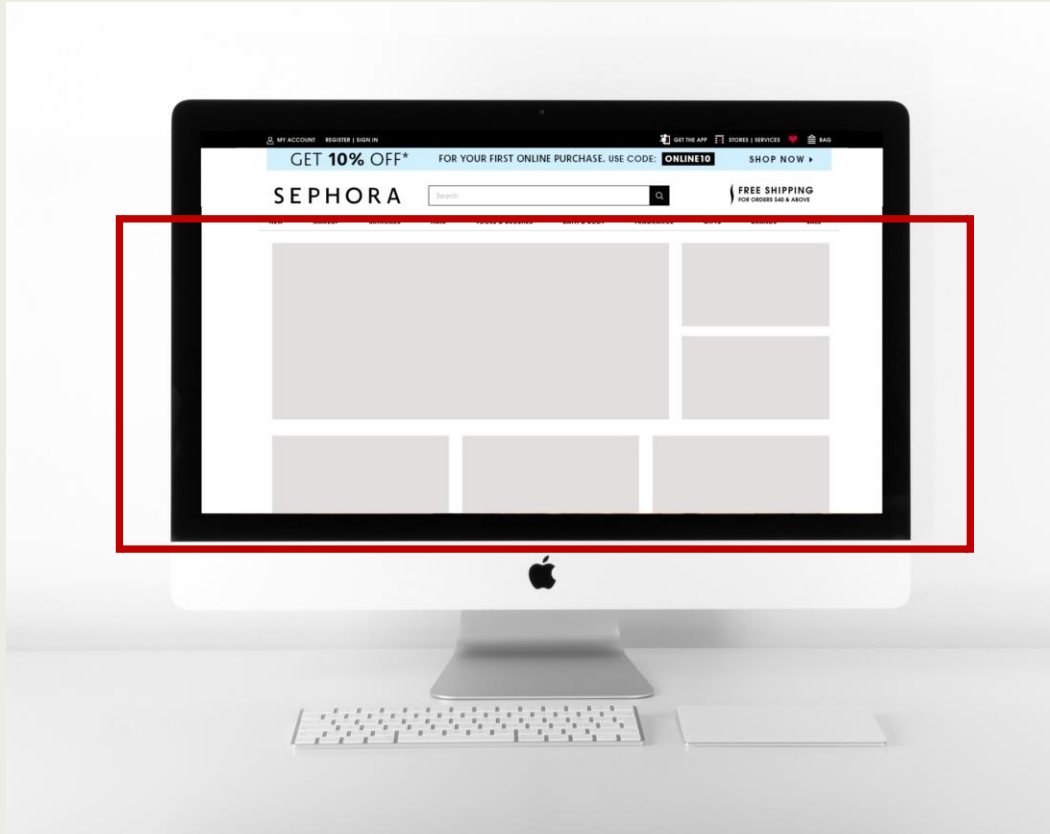 MY ACCOUNT REGISTER | SIGN IN GET THE APP STORES | SERVICES BAG
GET 10% OFF* FOR YOUR FIRST ONLINE PURCHASE. USE CODE: ONLINE10 SHOP NOW
SEPHORA Search FREE SHIPPING
FOR ORDERS $40 & ABOVE